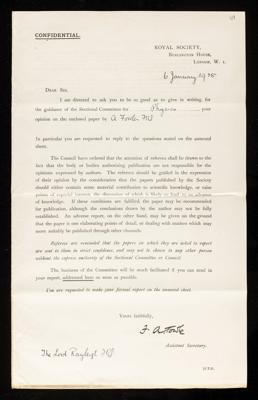 CONFIDENTIAL.
ROYAL SOCIETY,
BURLINGTON HOUSE,
LONDON, W. 1.
6 January 1925
DEAR SIR,
I am directed to ask you to be so good as to give in writing, for
the guidance of the Sectional Committee for Physics your
opinion on the enclosed paper by A Fowler FRS
In particular you are requested to reply to the questions stated on the annexed
sheet.
The Council have ordered that the attention of referees shall be drawn to the
fact that the body or authors submitting publication are not responsible for the
opinions expressed by authors. The referees should be guided in the expression
of their opinion by the considerations that the papers published by the Society
should either contain some material contribution to scientific knowledge, or raise
points of especial interest the discussion of which is likely to lead to an advance
of knowledge. If these conditions are fulfilled, the paper may be recommended
for publication, although the conclusions drawn by the author may not be fully
established. An adverse report, on the other hand, may be given on the ground
that the paper is one elaborating points of detail, or dealing with matters which may
more suitably be published through other channels.
Referees are reminded that the papers on which they are asked to report
are sent to them in strict confidence, and may not be shown to any other person
without the express authority of the Sectional Committee or Council.
The business of the Committee will be much facilitated if you can send in
your report, addressed here as soon as possible.
You are requested to make your formal report on the annexed sheet.
Yours faithfully,
Assistant Secretary.
The Lord Rayleigh FRS